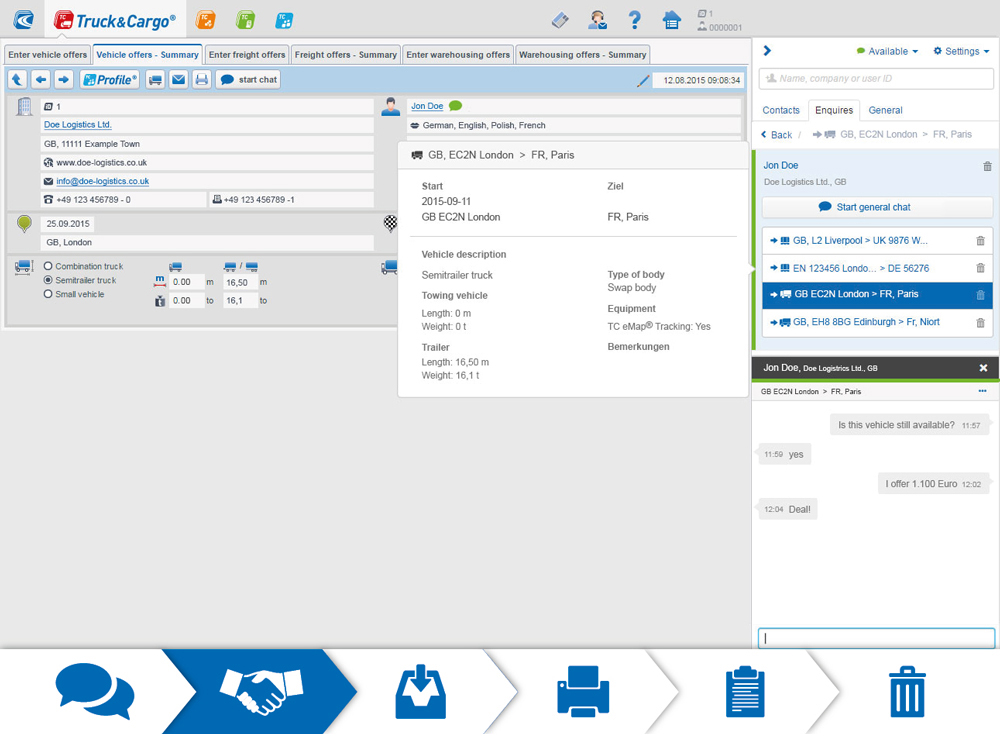 TC Truck&Cargo®
TC
TC
TC
1
0000001
Enter vehicle offers
Vehicle offers - Summary
Enter freight offers
Freight offers - Summary
Enter warehousing offers
Warehousing offers - Summary
Profile®
start chat
12.08.2015 09:08:34
1
Doe Logistics Ltd.
GB, 11111 Example Town
www.doe-logistics.co.uk
info@doe-logistics.co.uk
+49 123 456789 - 0
+49 123 456789 -1
Jon Doe
German, English, Polish, French
25.09.2015
GB, London
Combination truck
Semitrailer truck
Small vehicle
/
m
0.00 m 16,50 m
0.00 to 16,1 to
GB, EC2N London > FR, Paris
Start
Ziel
2015-09-11
GB EC2N London
FR, Paris
Vehicle description
Semitrailer truck
Towing vehicle
Length: 0 m
Weight: 0 t
Trailer
Length: 16,50 m
Weight: 16,1 t
Type of body
Swap body
Equipment
TC eMap® Tracking: Yes
Bemerkungen
Available
Settings
Name, company or user ID
Contacts
Enquires
General
Back / GB, EC2N London > FR, Paris
Jon Doe
Doe Logistics Ltd., GB
Start general chat
GB, L2 Liverpool > UK 9876 W...
EN 123456 Londo... > DE 56276
GB EC2N London > FR, Paris
GB, EH8 8BG Edinburgh > Fr, Niort
Jon Doe, Doe Logistrics Ltd., GB
GB EC2N London > FR, Paris
...
Is this vehicle still available? 11:57
11:59 yes
I offer 1.100 Euro 12:02
12:04 Deal!